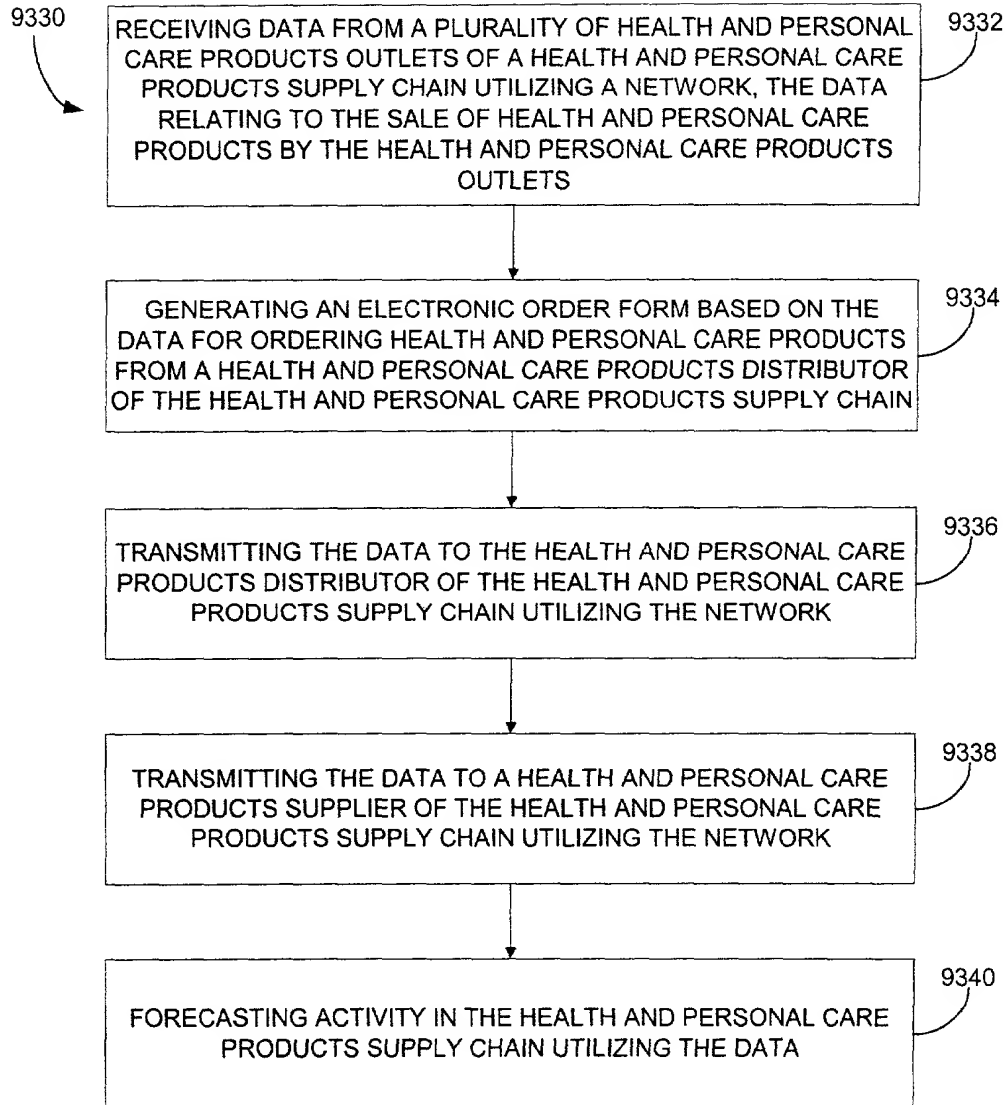 9330
RECEIVING DATA FROM A PLURALITY OF HEALTH AND PERSONAL
CARE PRODUCTS OUTLETS OF A HEALTH AND PERSONAL CARE
PRODUCTS SUPPLY CHAIN UTILIZING A NETWORK, THE DATA
RELATING TO THE SALE OF HEALTH AND PERSONAL CARE
PRODUCTS BY THE HEALTH AND PERSONAL CARE PRODUCTS
OUTLETS
9332
GENERATING AN ELECTRONIC ORDER FORM BASED ON THE
DATA FOR ORDERING HEALTH AND PERSONAL CARE PRODUCTS
FROM A HEALTH AND PERSONAL CARE PRODUCTS DISTRIBUTOR
OF THE HEALTH AND PERSONAL CARE PRODUCTS SUPPLY CHAIN
9334
TRANSMITTING THE DATA TO THE HEALTH AND PERSONAL CARE
PRODUCTS DISTRIBUTOR OF THE HEALTH AND PERSONAL CARE
PRODUCTS SUPPLY CHAIN UTILIZING THE NETWORK
9336
TRANSMITTING THE DATA TO A HEALTH AND PERSONAL CARE
PRODUCTS SUPPLIER OF THE HEALTH AND PERSONAL CARE
PRODUCTS SUPPLY CHAIN UTILIZING THE NETWORK
9338
FORECASTING ACTIVITY IN THE HEALTH AND PERSONAL CARE
PRODUCTS SUPPLY CHAIN UTILIZING THE DATA
9340